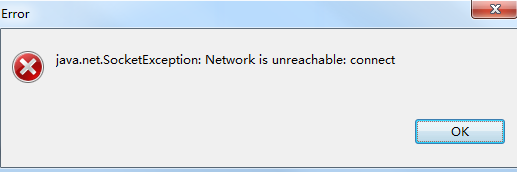 Error
java.net.SocketException: Network is unreachable: connect
OK